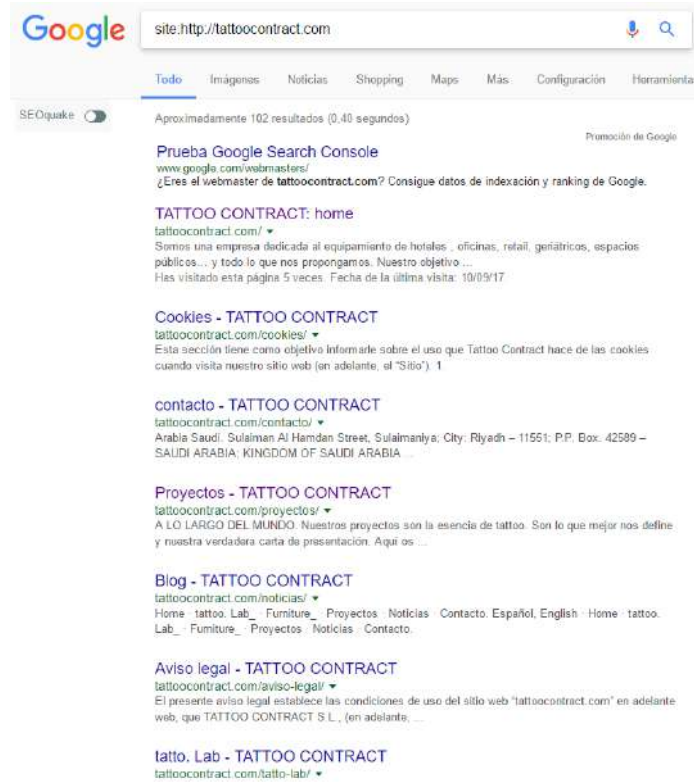 Google
site:http://tattoocontract.com
Todo Imágenes Noticias Shopping Maps Más Configuración Herramienta
SEOquake
Aproximadamente 102 resultados (0,40 segundos)
Promoción de Google
Prueba Google Search Console
www.google.com/webmasters/
¿Eres el webmaster de tattoocontract.com? Consigue datos de indexación y ranking de Google.
TATTOO CONTRACT: home
tattoocontract.com/
Somos una empresa dedicada al equipamiento de hoteles , oficinas, retail, geriátricos, espacios
públicos... y todo lo que nos propongamos. Nuestro objetivo ...
Has visitado esta página 5 veces. Fecha de la última visita: 10/09/17
Cookies - TATTOO CONTRACT
tattoocontract.com/cookies/
Esta sección tiene como objetivo informarle sobre el uso que Tattoo Contract hace de las cookies
cuando visita nuestro sitio web (en adelante, el "Sitio"). 1
contacto - TATTOO CONTRACT
tattoocontract.com/contacto/
Arabia Saudí. Sulaiman Al Hamdan Street, Sulaimaniya; City: Riyadh – 11551; P.P. Box. 42589 –
SAUDI ARABIA; KINGDOM OF SAUDI ARABIA ...
Proyectos - TATTOO CONTRACT
tattoocontract.com/proyectos/
A LO LARGO DEL MUNDO. Nuestros proyectos son la esencia de tattoo. Son lo que mejor nos define
y nuestra verdadera carta de presentación. Aquí os ...
Blog - TATTOO CONTRACT
tattoocontract.com/noticias/
Home · tattoo. Lab_ · Furniture_ · Proyectos · Noticias · Contacto. Español, English · Home · tattoo.
Lab_ · Furniture_ · Proyectos · Noticias · Contacto.
Aviso legal - TATTOO CONTRACT
tattoocontract.com/aviso-legal/
El presente aviso legal establece las condiciones de uso del sitio web "tattoocontract.com" en adelante
web, que TATTOO CONTRACT S.L., (en adelante, ...
tatto. Lab - TATTOO CONTRACT
tattoocontract.com/tatto-lab/